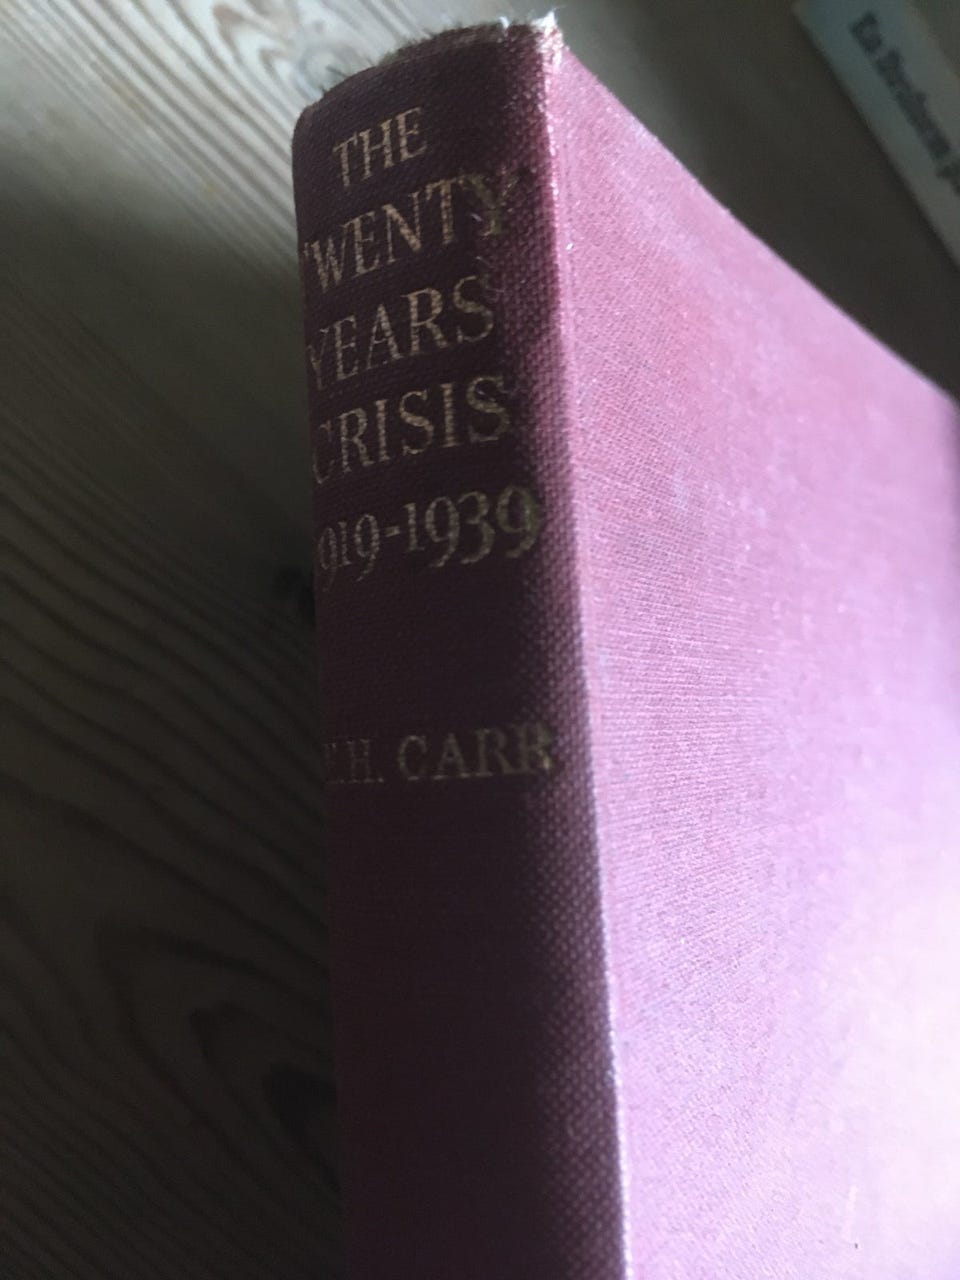 THE
TWENTY
YEARS
CRISIS
1919-1939
E.H. CARR